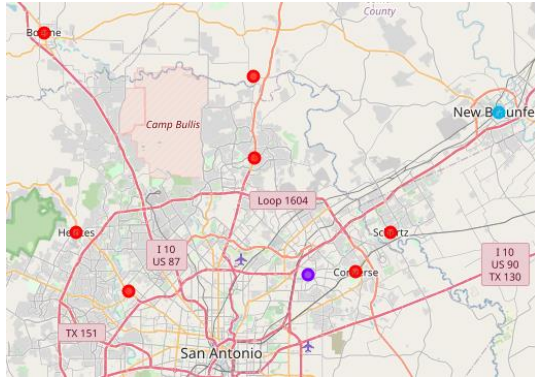 County
Boerne
Camp Bullis
New Braunfe
Loop 1604
Helotes
Schertz
I 10
US 87
I 10
US 90
TX 130
Converse
TX 151
San Antonio